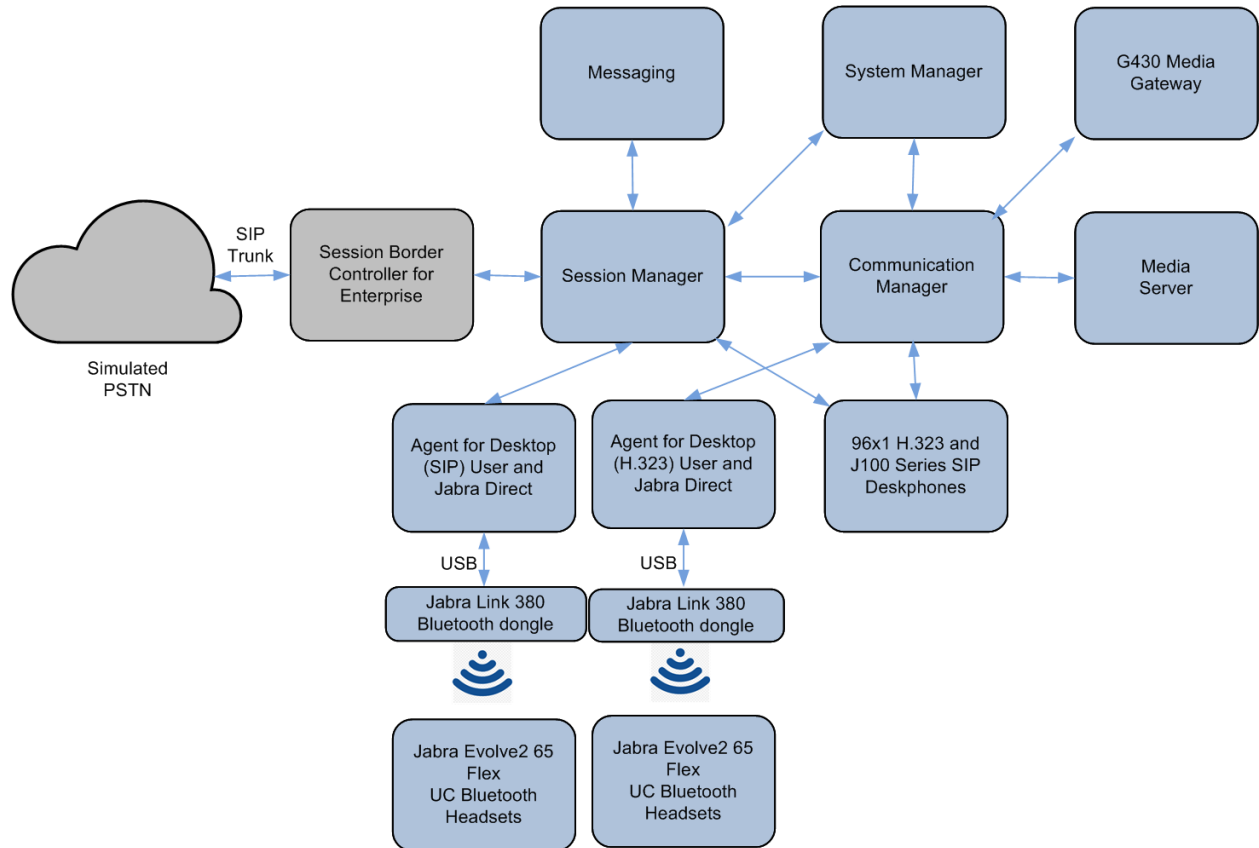 Messaging
System Manager
G430 Media
Gateway
SIP
Trunk
Session Border
Controller for
Enterprise
Session Manager
Communication
Manager
Media
Server
Simulated
PSTN
Agent for Desktop
(SIP) User and
Jabra Direct
Agent for Desktop
(H.323) User and
Jabra Direct
96x1 H.323 and
J100 Series SIP
Deskphones
USB
USB
Jabra Link 380
Bluetooth dongle
Jabra Link 380
Bluetooth dongle
Jabra Evolve2 65
Flex
UC Bluetooth
Headsets
Jabra Evolve2 65
Flex
UC Bluetooth
Headsets